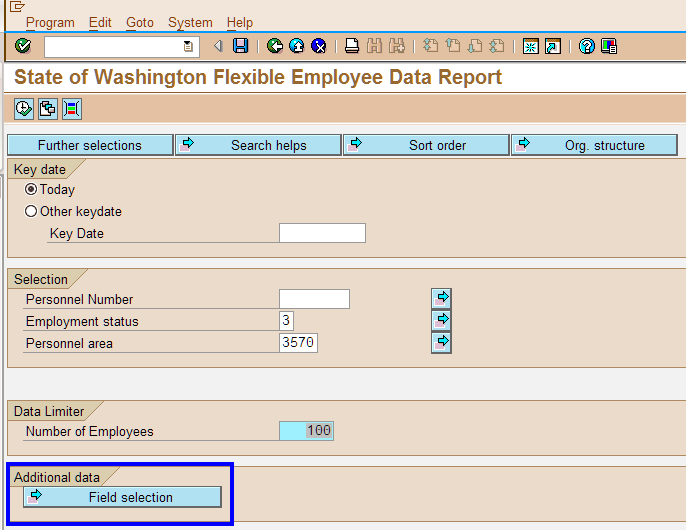 Program Edit Goto System Help
State of Washington Flexible Employee Data Report
Further selections Search helps Sort order Org. structure
Key date
Today
Other keydate
Key Date
Selection
Personnel Number
Employment status 3
Personnel area 3570
Data Limiter
Number of Employees 100
Additional data
Field selection